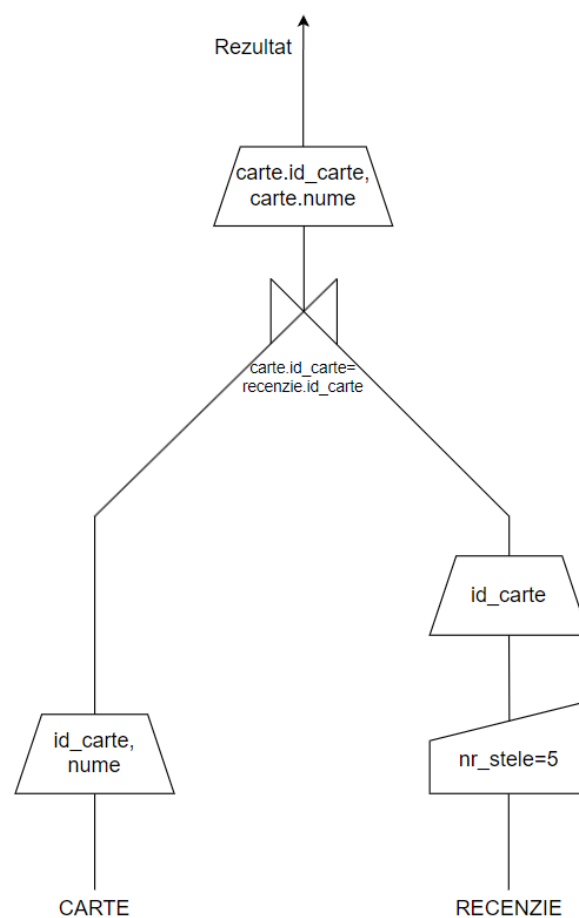 Rezultat
carte.id_carte,
carte.nume
carte.id_carte=
recenzie.id_carte
id_carte
id_carte,
nume
nr_stele=5
CARTE
RECENZIE